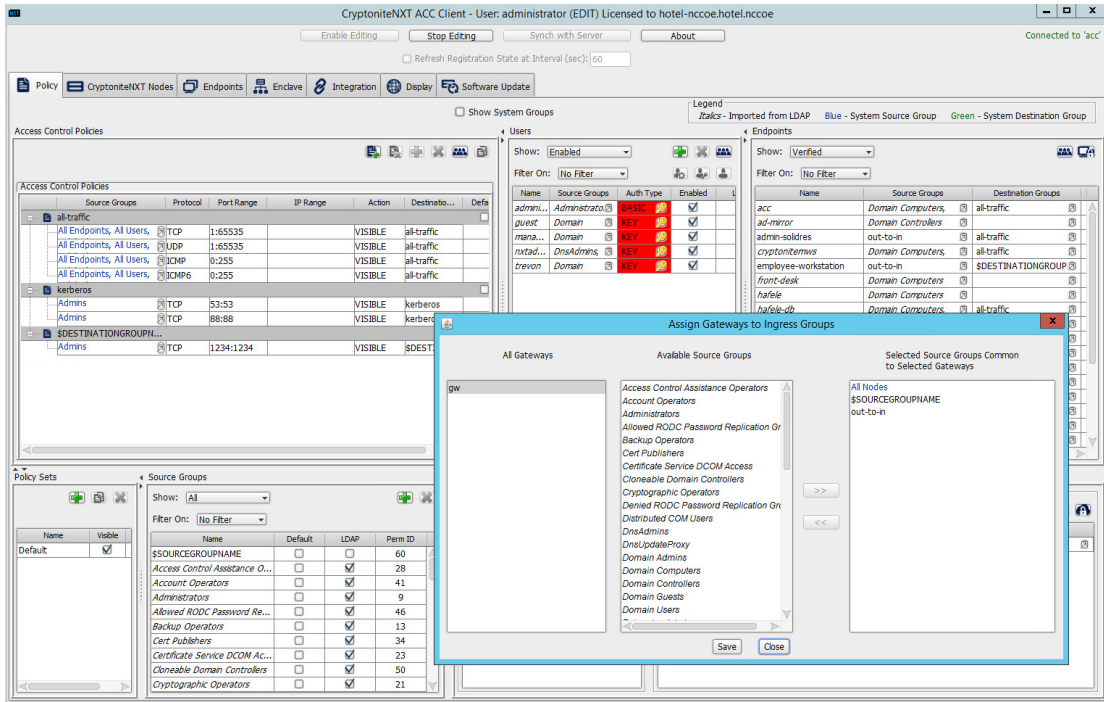 NXT
CryptoniteNXT ACC Client - User: administrator (EDIT) Licensed to hotel-nccoe.hotel.nccoe
Enable Editing Stop Editing Synch with Server About Connected to 'acc'
Refresh Registration State at Interval (sec): 60
Policy CryptoniteNXT Nodes Endpoints Enclave Integration Display Software Update
Show System Groups
Legend
Italics - Imported from LDAP Blue - System Source Group Green - System Destination Group
Access Control Policies
Access Control Policies
Source Groups Protocol Port Range IP Range Action Destinatio... Defa
all-traffic
All Endpoints, All Users, TCP 1:65535 VISIBLE all-traffic
All Endpoints, All Users, UDP 1:65535 VISIBLE all-traffic
All Endpoints, All Users, ICMP 0:255 VISIBLE all-traffic
All Endpoints, All Users, ICMP6 0:255 VISIBLE all-traffic
kerberos
Admins TCP 53:53 VISIBLE kerberos
Admins TCP 88:88 VISIBLE
$DESTINATIONGROUPN...
Admins TCP 1234:1234 VISIBLE
Users
Show: Enabled
Filter On: No Filter
Name Source Groups Auth Type Enabled L
admini... Administrato BASIC
guest Domain KEY
mana... Domain KEY
nxtad... DnsAdmins, KEY
trevon Domain KEY
Endpoints
Show: Verified
Filter On: No Filter
Name Source Groups Destination Groups
acc Domain Computers, all-traffic
ad-mirror Domain Controllers
admin-solidres out-to-in all-traffic
cryptonitemws Domain Computers, all-traffic
employee-workstation out-to-in $DESTINATIONGROUP
front-desk Domain Computers
hafele Domain Computers
hafele-db Domain Computers, all-traffic
Assign Gateways to Ingress Groups
All Gateways
gw
Available Source Groups
Access Control Assistance Operators
Account Operators
Administrators
Allowed RODC Password Replication Gr
Backup Operators
Cert Publishers
Certificate Service DCOM Access
Cloneable Domain Controllers
Cryptographic Operators
Denied RODC Password Replication Gr
Distributed COM Users
DnsAdmins
DnsUpdateProxy
Domain Admins
Domain Computers
Domain Controllers
Domain Guests
Domain Users
>>
<<
Selected Source Groups Common
to Selected Gateways
All Nodes
$SOURCEGROUPNAME
out-to-in
Save Close
Policy Sets
Name Visible
Default
Source Groups
Show: All
Filter On: No Filter
Name Default LDAP Perm ID
$SOURCEGROUPNAME 60
Access Control Assistance O... 28
Account Operators 41
Administrators 9
Allowed RODC Password Re... 46
Backup Operators 13
Cert Publishers 34
Certificate Service DCOM Ac... 23
Cloneable Domain Controllers 50
Cryptographic Operators 21